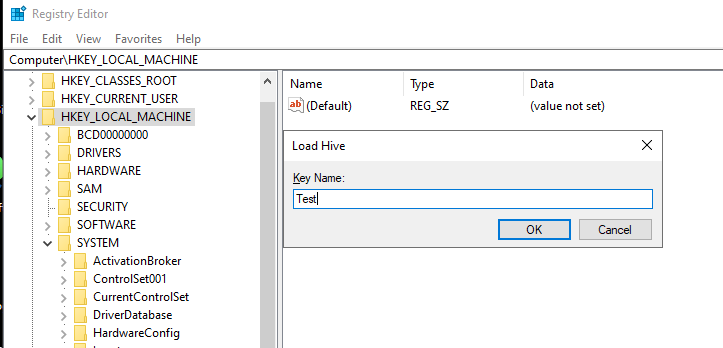 Registry Editor
File Edit View Favorites Help
Computer\HKEY_LOCAL_MACHINE
HKEY_CLASSES_ROOT
HKEY_CURRENT_USER
HKEY_LOCAL_MACHINE
BCD00000000
DRIVERS
HARDWARE
SAM
SECURITY
SOFTWARE
SYSTEM
ActivationBroker
ControlSet001
CurrentControlSet
DriverDatabase
HardwareConfig
Name Type Data
ab (Default) REG_SZ (value not set)
Load Hive
Key Name:
Test
OK Cancel